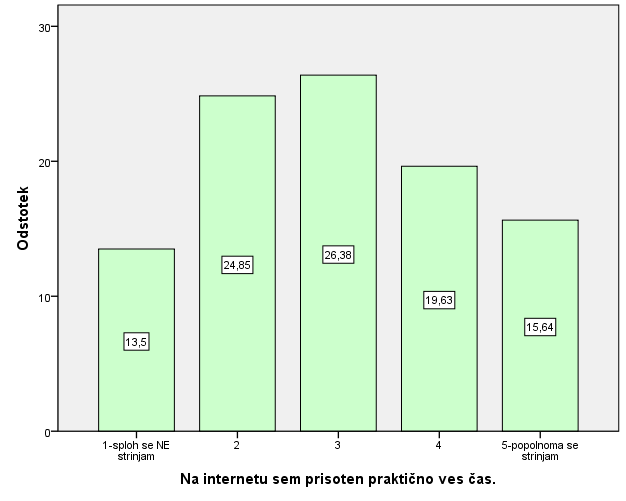 30
20
10
0
Odstotek
13,5
24,85
26,38
19,63
15,64
1-sploh se NE
strinjam
2
3
4
5-popolnoma se
strinjam
Na internetu sem prisoten praktično ves čas.